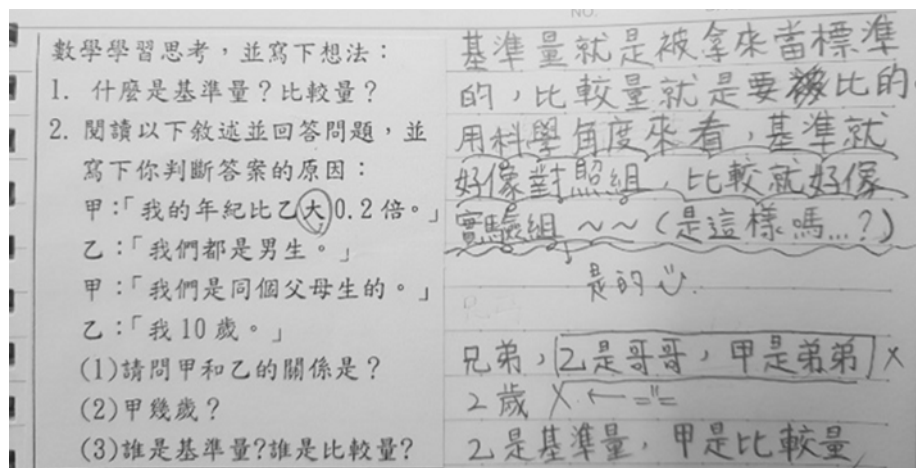 NO.
數學學習思考，並寫下想法：
1. 什麼是基準量？比較量？
2. 閱讀以下敘述並回答問題，並
寫下你判斷答案的原因：
甲：「我的年紀比乙大0.2倍。」
乙：「我們都是男生。」
甲：「我們是同個父母生的。」
乙：「我10歲。」
(1)請問甲和乙的關係是？
(2)甲幾歲？
(3)誰是基準量?誰是比較量?
基準量就是被拿來當標準
的，比較量就是要比的
用科學角度來看，基準就
好像對照組，比較就好像
實驗組～～（是這樣嗎...？）
是的
兄弟，乙是哥哥，甲是弟弟 X
2歲 X ←
乙是基準量，甲是比較量